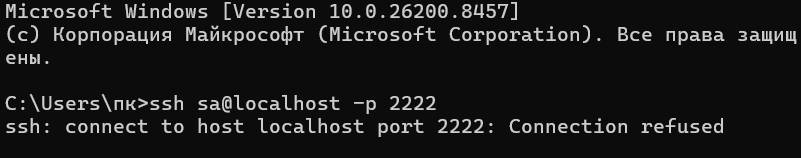 Microsoft Windows [Version 10.0.26200.8457]
(c) Корпорация Майкрософт (Microsoft Corporation). Все права защищ
ены.
C:\Users\пк>ssh sa@localhost -p 2222
ssh: connect to host localhost port 2222: Connection refused